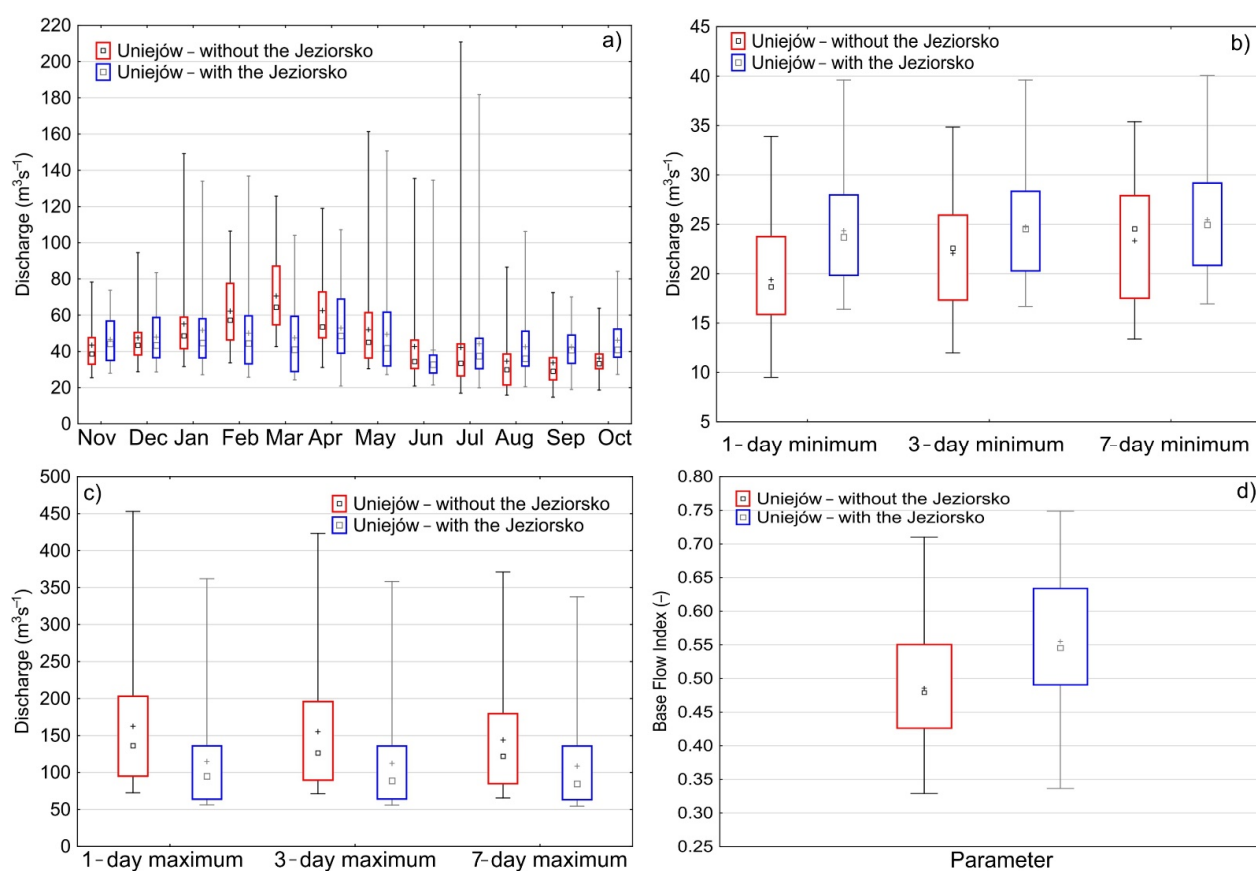 220
200
180
160
140
120
100
80
60
40
20
0
Discharge (m³s⁻¹)
Uniejów – without the Jeziorsko
Uniejów – with the Jeziorsko
a)
Nov Dec Jan Feb Mar Apr May Jun Jul Aug Sep Oct
45
40
35
30
25
20
15
10
5
Discharge (m³s⁻¹)
Uniejów – without the Jeziorsko
Uniejów – with the Jeziorsko
b)
1-day minimum 3-day minimum 7-day minimum
500
450
400
350
300
250
200
150
100
50
0
Discharge (m³s⁻¹)
c)
Uniejów – without the Jeziorsko
Uniejów – with the Jeziorsko
1-day maximum 3-day maximum 7-day maximum
0.80
0.75
0.70
0.65
0.60
0.55
0.50
0.45
0.40
0.35
0.30
0.25
Base Flow Index (–)
Uniejów – without the Jeziorsko
Uniejów – with the Jeziorsko
d)
Parameter